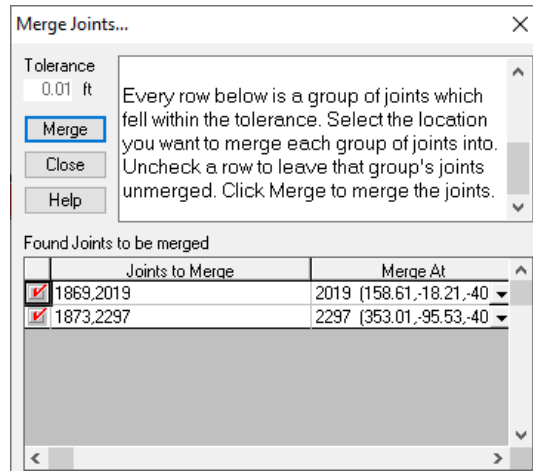 Merge Joints...
Tolerance
0.01 ft
Every row below is a group of joints which
fell within the tolerance. Select the location
you want to merge each group of joints into.
Uncheck a row to leave that group's joints
unmerged. Click Merge to merge the joints.
Merge
Close
Help
Found Joints to be merged
Joints to Merge Merge At
1869,2019 2019 (158.61,-18.21,-40
1873,2297 2297 (353.01,-95.53,-40